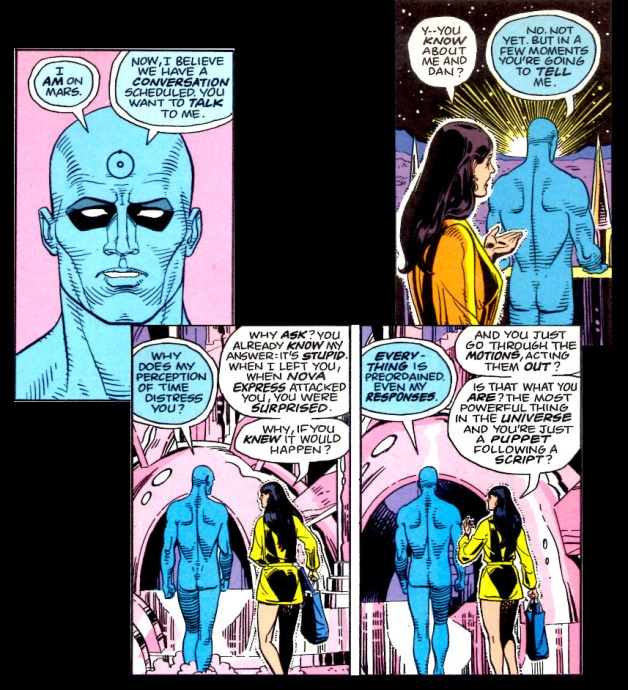 I
AM ON
MARS.
NOW, I BELIEVE
WE HAVE A
CONVERSATION
SCHEDULED. YOU
WANT TO TALK
TO ME.
Y--YOU
KNOW
ABOUT
ME AND
DAN?
NO. NOT
YET. BUT IN A
FEW MOMENTS
YOU'RE GOING
TO TELL
ME.
WHY
DOES MY
PERCEPTION
OF TIME
DISTRESS
YOU?
WHY ASK? YOU
ALREADY KNOW MY
ANSWER: IT'S STUPID.
WHEN I LEFT YOU,
WHEN NOVA
EXPRESS ATTACKED
YOU, YOU WERE
SURPRISED.
WHY, IF YOU
KNEW IT WOULD
HAPPEN?
EVERY-
THING IS
PREORDAINED.
EVEN MY
RESPONSES.
AND YOU JUST
GO THROUGH THE
MOTIONS, ACTING
THEM OUT?
IS THAT WHAT YOU
ARE? THE MOST
POWERFUL THING
IN THE UNIVERSE
AND YOU'RE JUST
A PUPPET
FOLLOWING A
SCRIPT?